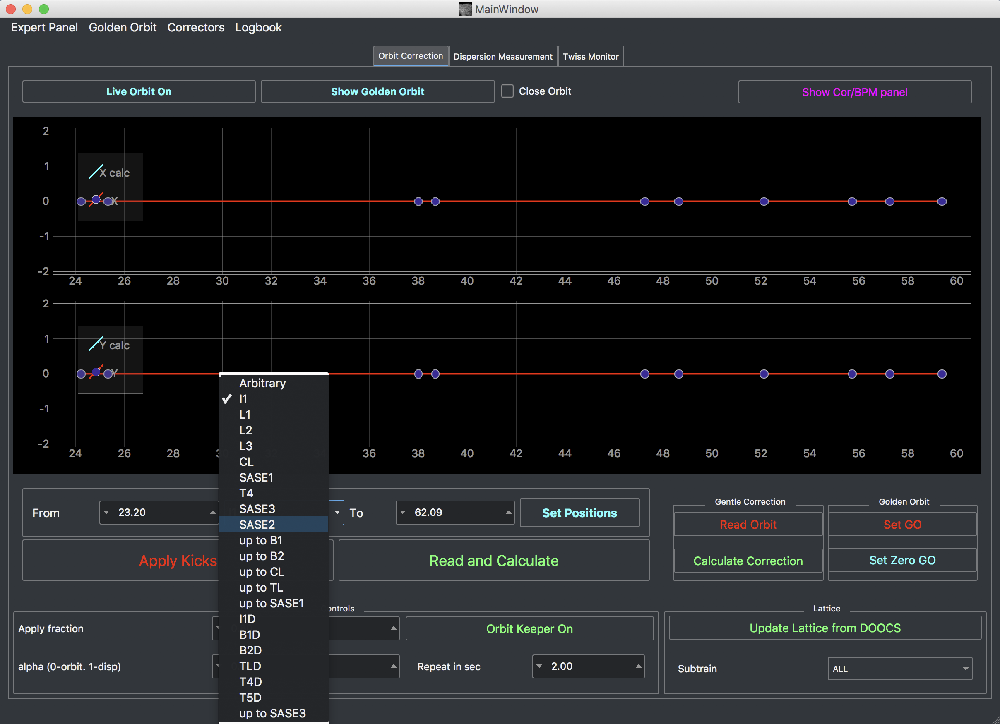 MainWindow
Expert Panel Golden Orbit Correctors Logbook
Orbit Correction Dispersion Measurement Twiss Monitor
Live Orbit On Show Golden Orbit Close Orbit Show Cor/BPM panel
2
1
0
-1
-2
X calc
X
24 26 28 30 32 34 36 38 40 42 44 46 48 50 52 54 56 58 60
2
1
0
-1
-2
Y calc
Y
24 26 28 36 38 40 42 44 46 48 50 52 54 56 58 60
Arbitrary
✓ I1
L1
L2
L3
CL
SASE1
T4
SASE3
SASE2
up to B1
up to B2
up to CL
up to TL
up to SASE1
I1D
B1D
B2D
TLD
T4D
T5D
up to SASE3
From 23.20 To 62.09 Set Positions
Apply Kicks Read and Calculate
Gentle Correction
Read Orbit
Calculate Correction
Golden Orbit
Set GO
Set Zero GO
ontrols
Apply fraction Orbit Keeper On
alpha (0-orbit. 1-disp) Repeat in sec 2.00
Lattice
Update Lattice from DOOCS
Subtrain ALL